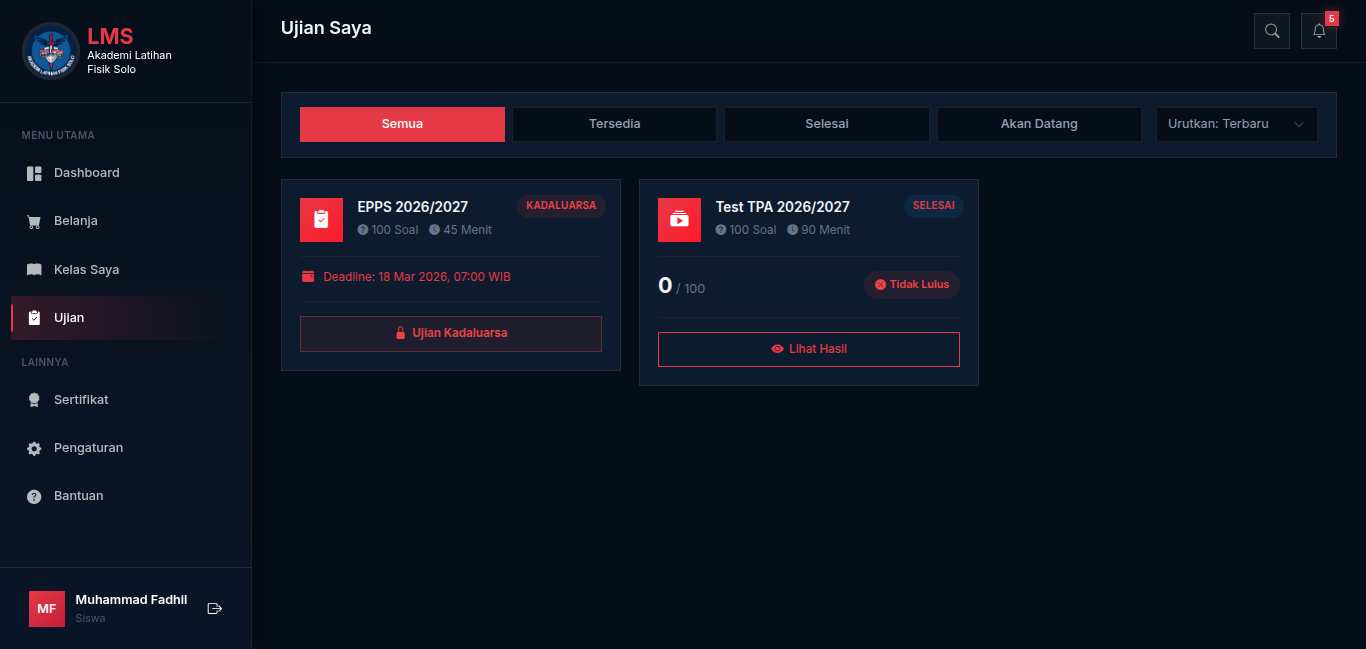 LMS
Akademi Latihan
Fisik Solo
Ujian Saya
5
MENU UTAMA
Dashboard
Belanja
Kelas Saya
Ujian
LAINNYA
Sertifikat
Pengaturan
Bantuan
MF
Muhammad Fadhil
Siswa
Semua
Tersedia
Selesai
Akan Datang
Urutkan: Terbaru
EPPS 2026/2027
KADALUARSA
100 Soal
45 Menit
Deadline: 18 Mar 2026, 07:00 WIB
Ujian Kadaluarsa
Test TPA 2026/2027
SELESAI
100 Soal
90 Menit
0 / 100
Tidak Lulus
Lihat Hasil